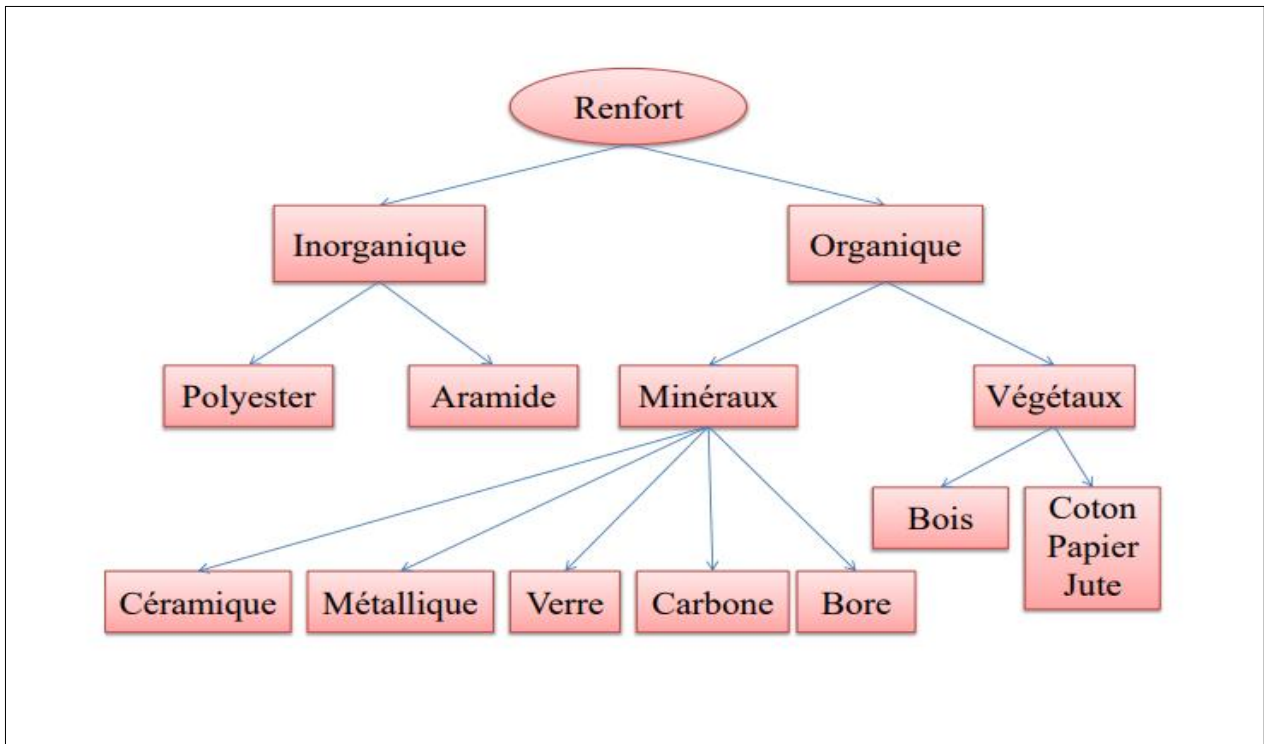 Renfort
Inorganique
Organique
Polyester
Aramide
Minéraux
Végétaux
Bois
Coton
Papier
Jute
Céramique
Métallique
Verre
Carbone
Bore